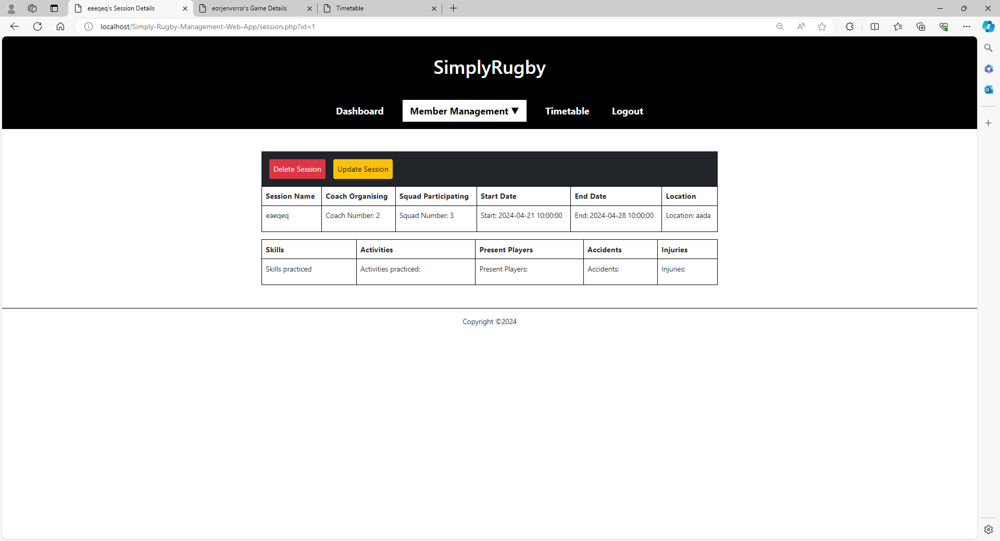 eaeqeq's Session Details
eorjerwsrrsr's Game Details
Timetable
localhost/Simply-Rugby-Management-Web-App/session.php?id=1
SimplyRugby
Dashboard Member Management ▼ Timetable Logout
Delete Session Update Session
Session Name Coach Organising Squad Participating Start Date End Date Location
eaeqeq Coach Number: 2 Squad Number: 3 Start: 2024-04-21 10:00:00 End: 2024-04-28 10:00:00 Location: aada
Skills Activities Present Players Accidents Injuries
Skills practiced Activities practiced: Present Players: Accidents: Injuries:
Copyright ©2024